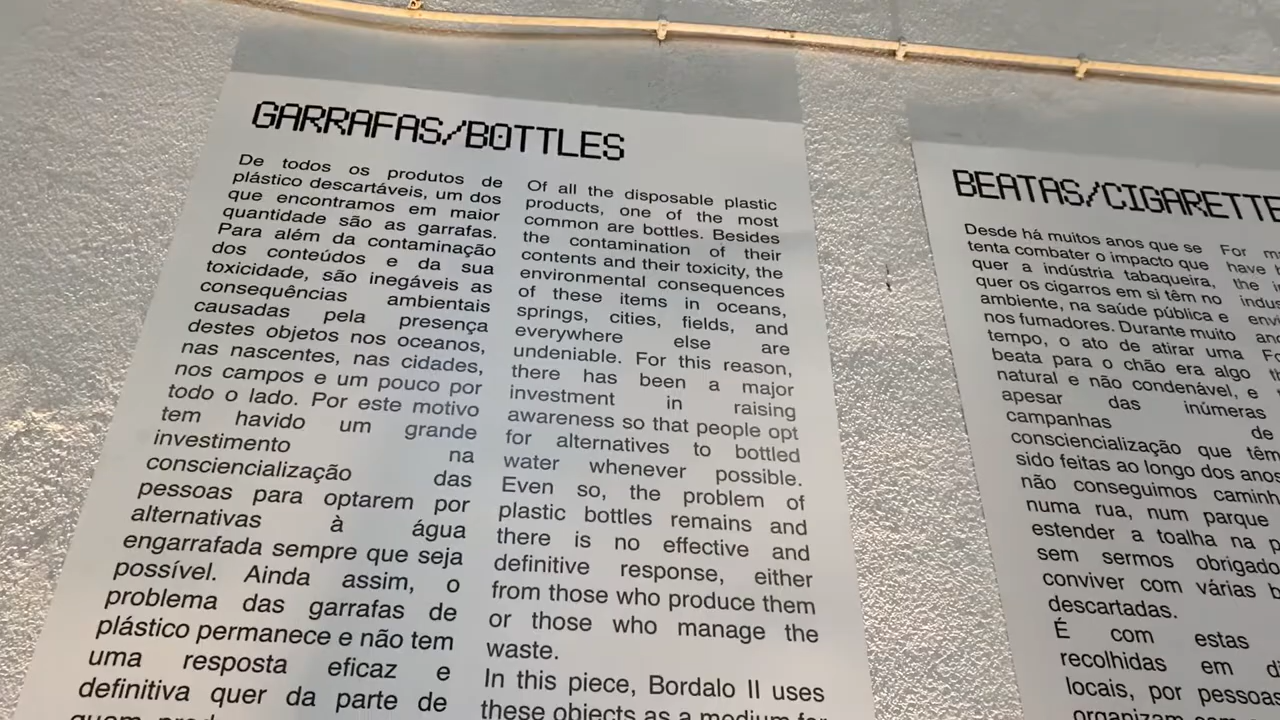 GARRAFAS/BOTTLES
De todos os produtos de
plástico descartáveis, um dos
que encontramos em maior
quantidade são as garrafas.
Para além da contaminação
dos conteúdos e da sua
toxicidade, são inegáveis as
consequências ambientais
causadas pela presença
destes objetos nos oceanos,
nas nascentes, nas cidades,
nos campos e um pouco por
todo o lado. Por este motivo
tem havido um grande
investimento na
consciencialização das
pessoas para optarem por
alternativas à água
engarrafada sempre que seja
possível. Ainda assim, o
problema das garrafas de
plástico permanece e não tem
uma resposta eficaz e
definitiva quer da parte de
Of all the disposable plastic
products, one of the most
common are bottles. Besides
the contamination of their
contents and their toxicity, the
environmental consequences
of these items in oceans,
springs, cities, fields, and
everywhere else are
undeniable. For this reason,
there has been a major
investment in raising
awareness so that people opt
for alternatives to bottled
water whenever possible.
Even so, the problem of
plastic bottles remains and
there is no effective and
definitive response, either
from those who produce them
or those who manage the
waste.
In this piece, Bordalo II uses
these objects as a medium for
BEATAS/CIGARETTE
Desde há muitos anos que se
tenta combater o impacto que
quer a indústria tabaqueira,
quer os cigarros em si têm no
ambiente, na saúde pública e
nos fumadores. Durante muito
tempo, o ato de atirar uma
beata para o chão era algo
natural e não condenável, e
apesar das inúmeras
campanhas de
consciencialização que têm
sido feitas ao longo dos anos
não conseguimos caminh
numa rua, num parque
estender a toalha na p
sem sermos obrigado
conviver com várias b
descartadas.
É com estas
recolhidas em di
locais, por pessoas
organizam
For m
have
the i
indu
envi
and
Fo